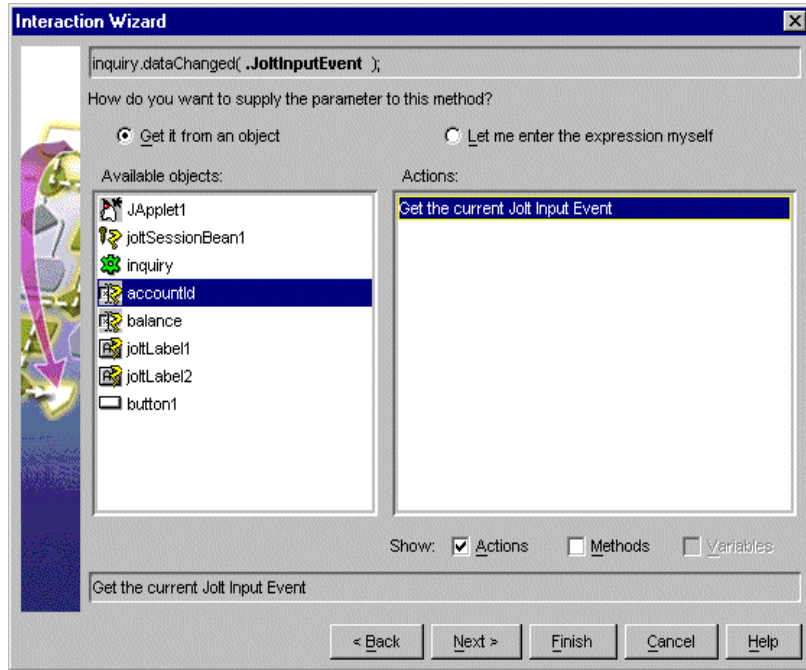 Interaction Wizard
inquiry.dataChanged( .JoltInputEvent );
How do you want to supply the parameter to this method?
Get it from an object
Let me enter the expression myself
Available objects:
Actions:
JApplet1
Get the current Jolt Input Event
joltSessionBean1
inquiry
accountId
balance
joltLabel1
joltLabel2
button1
Show: Actions Methods Variables
Get the current Jolt Input Event
< Back Next > Finish Cancel Help